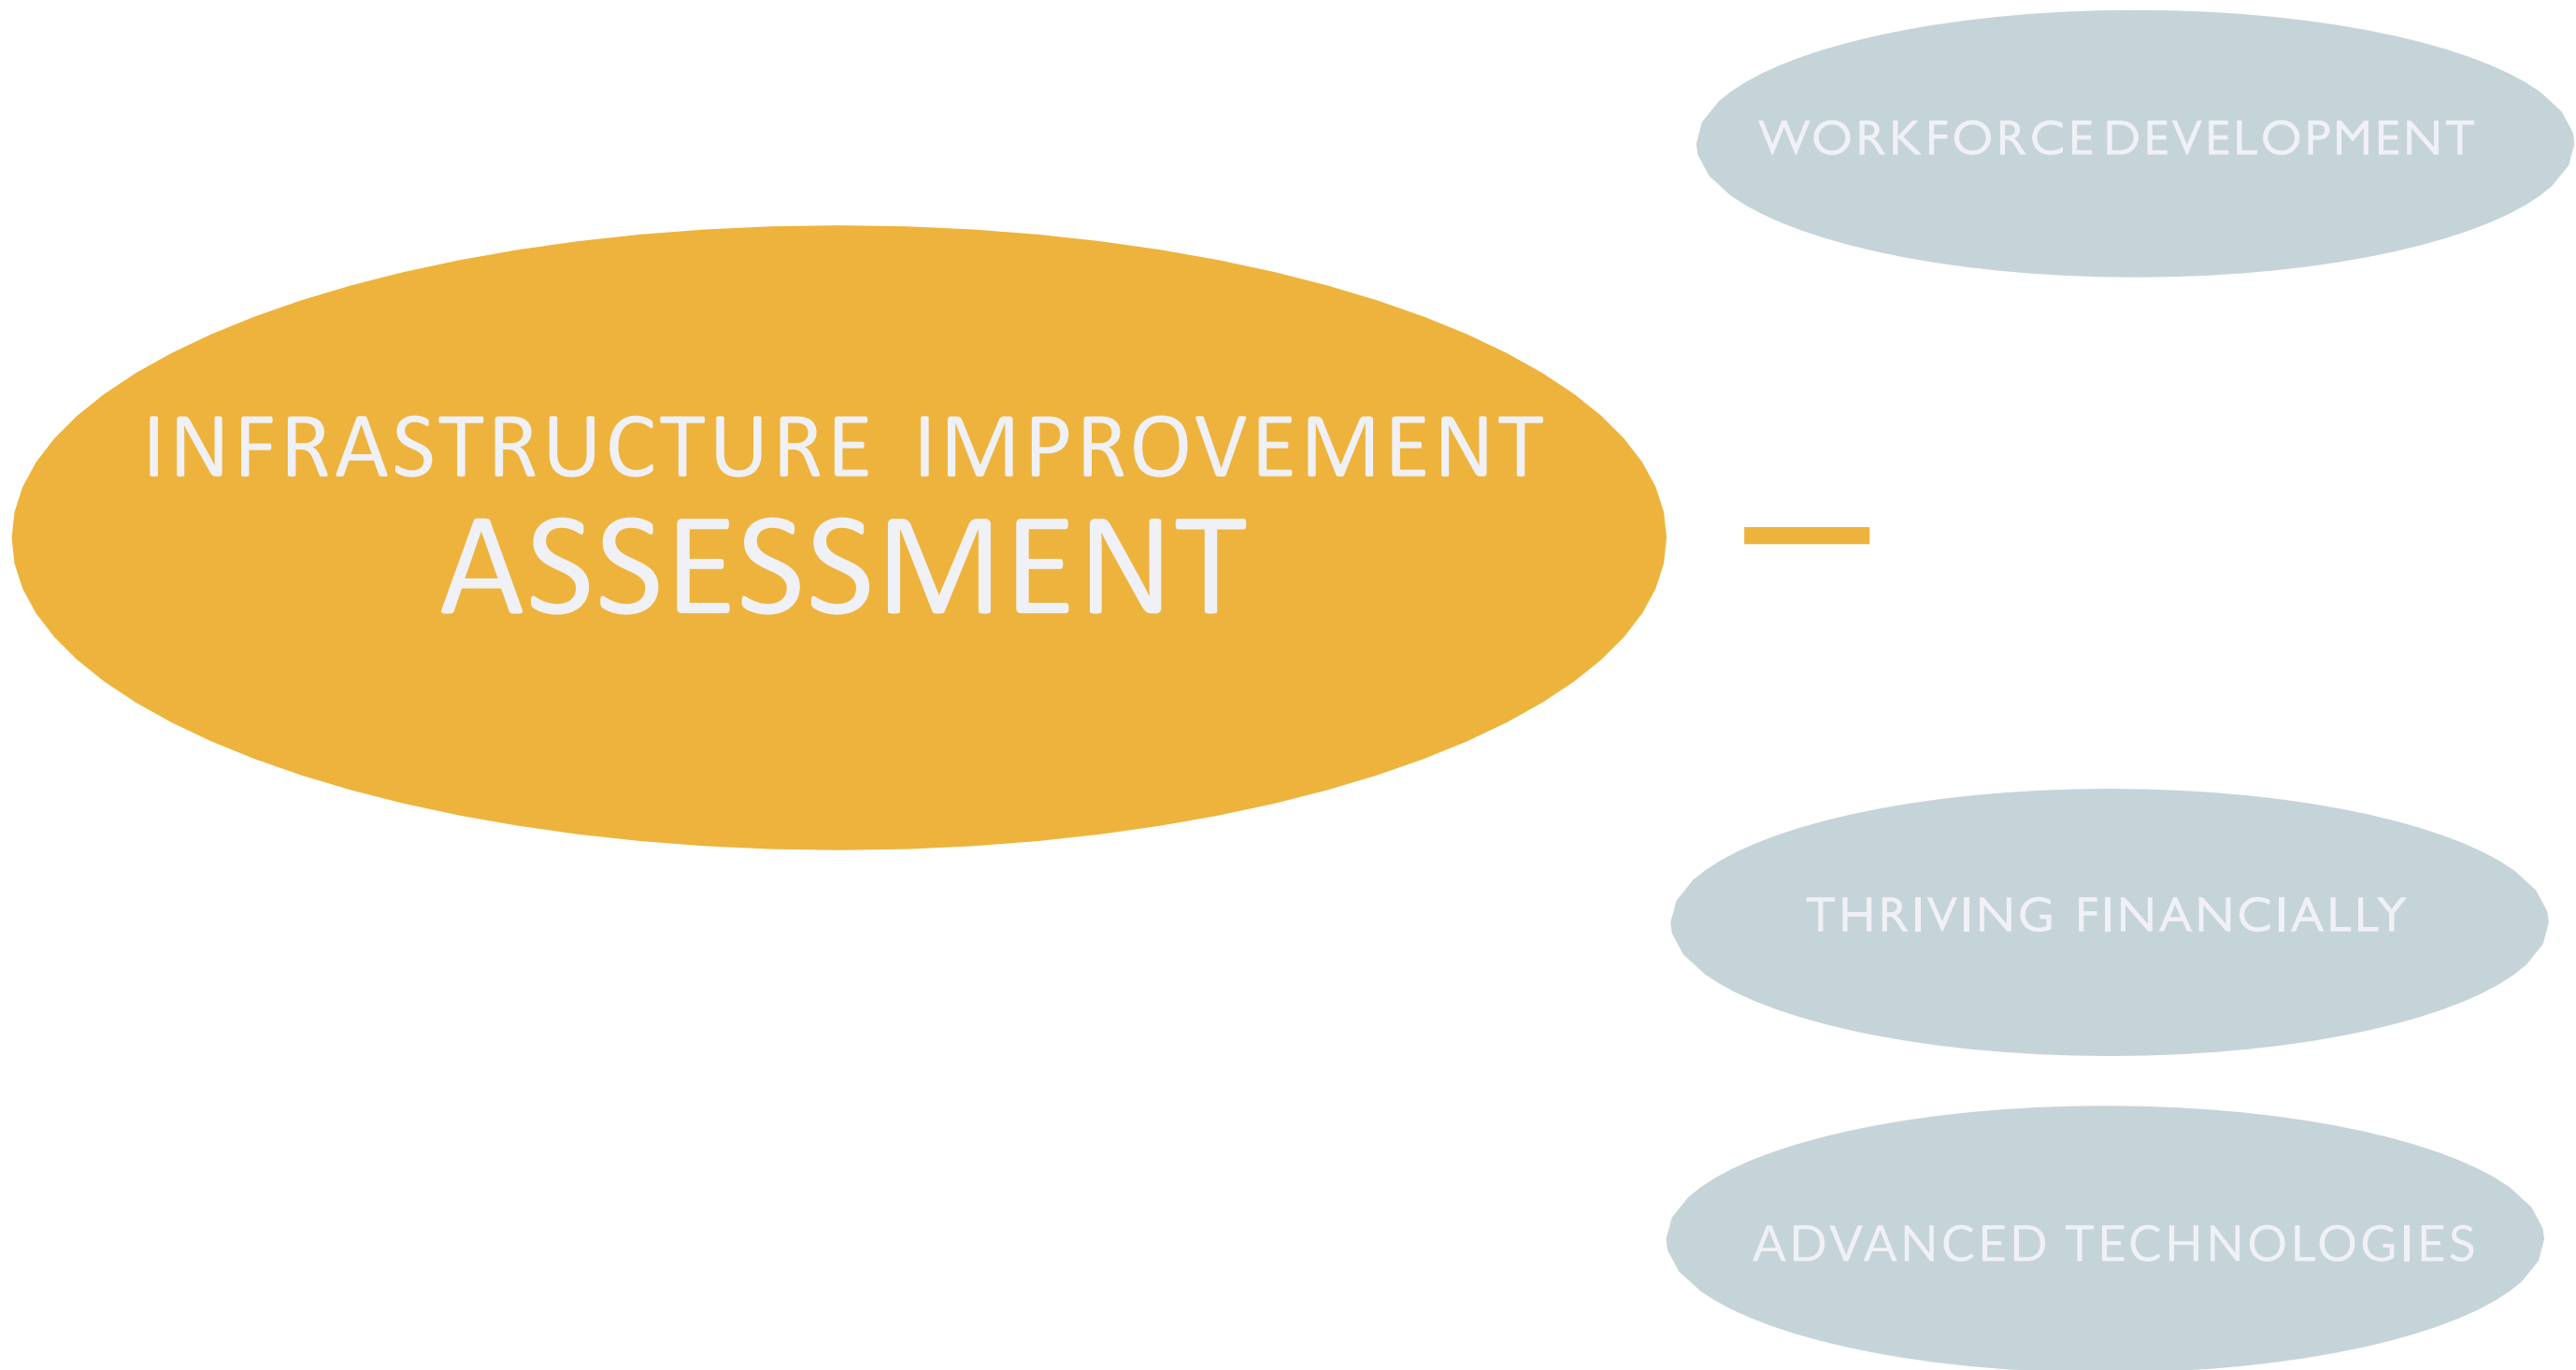 WORKFORCE DEVELOPMENT
INFRASTRUCTURE IMPROVEMENT
ASSESSMENT
THRIVING FINANCIALLY
ADVANCED TECHNOLOGIES